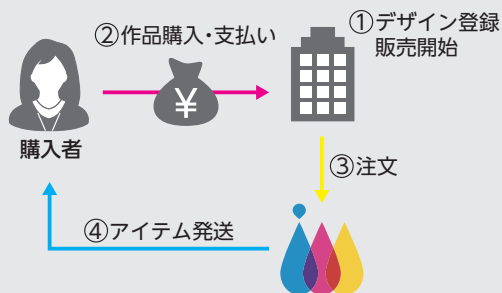 ①デザイン登録
販売開始
②作品購入・支払い
¥
購入者
③注文
④アイテム発送